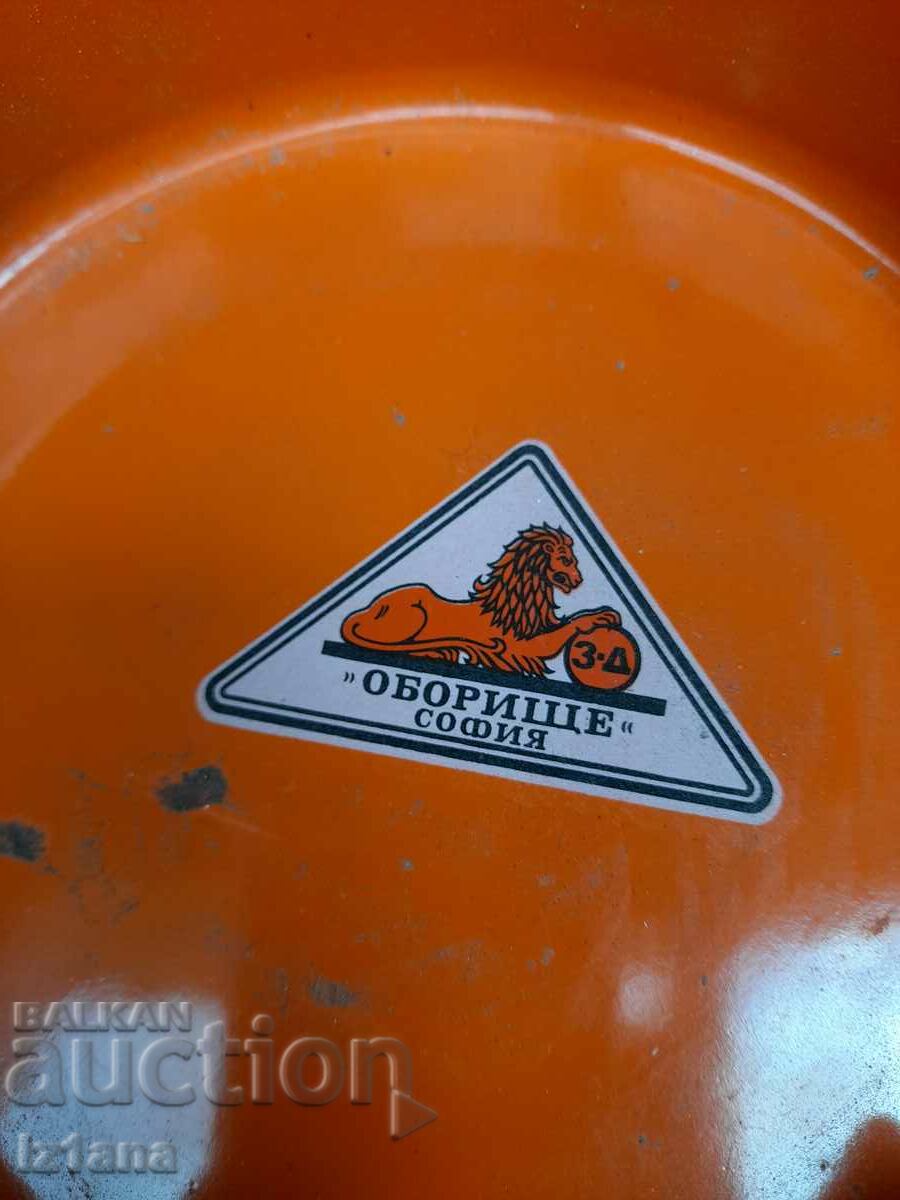 З-Д
"ОБОРИЩЕ"
СОФИЯ
BALKAN
auction
iz1ana